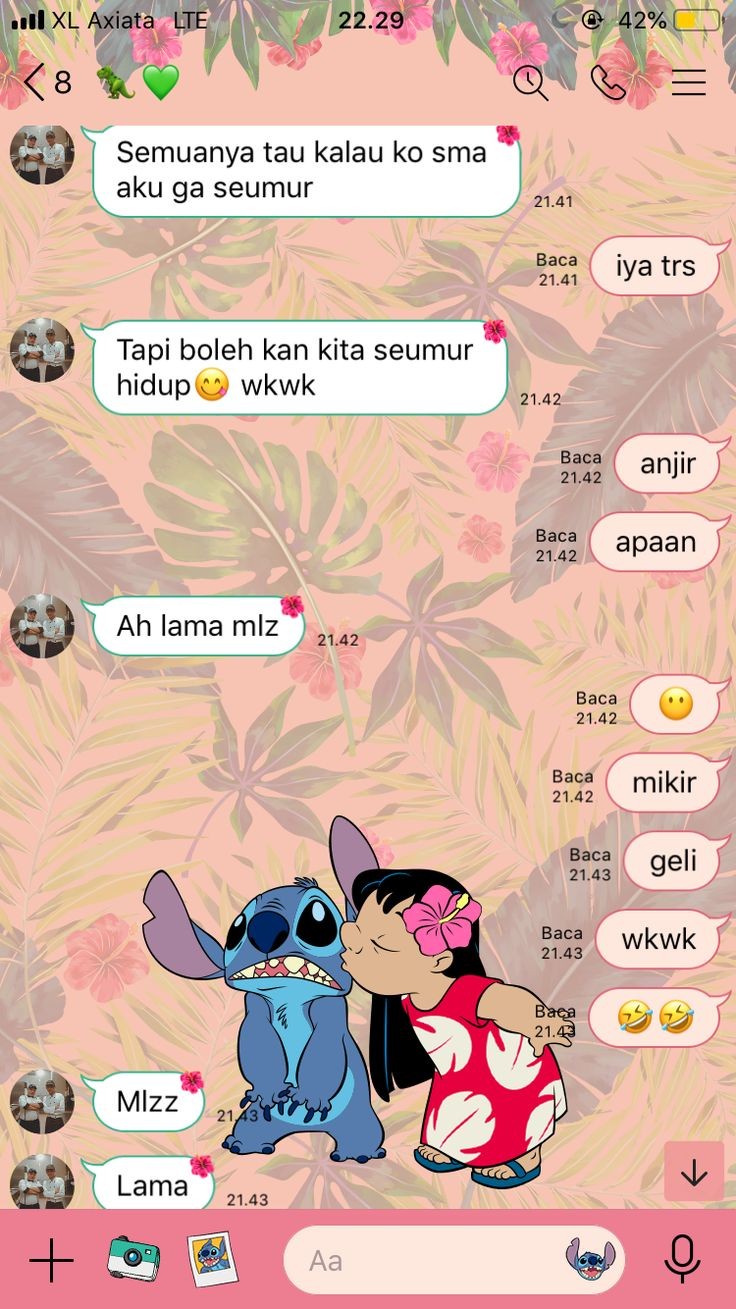 XL Axiata LTE 22.29 42%
8 🦖💚
Semuanya tau kalau ko sma
aku ga seumur
21.41
Baca
21.41
iya trs
Tapi boleh kan kita seumur
hidup😋 wkwk
21.42
Baca
21.42
anjir
Baca
21.42
apaan
Ah lama mlz
21.42
Baca
21.42
😶
Baca
21.42
mikir
Baca
21.43
geli
Baca
21.43
wkwk
Baca
21.43
🤣🤣
Mlzz
21.43
Lama
21.43
Aa